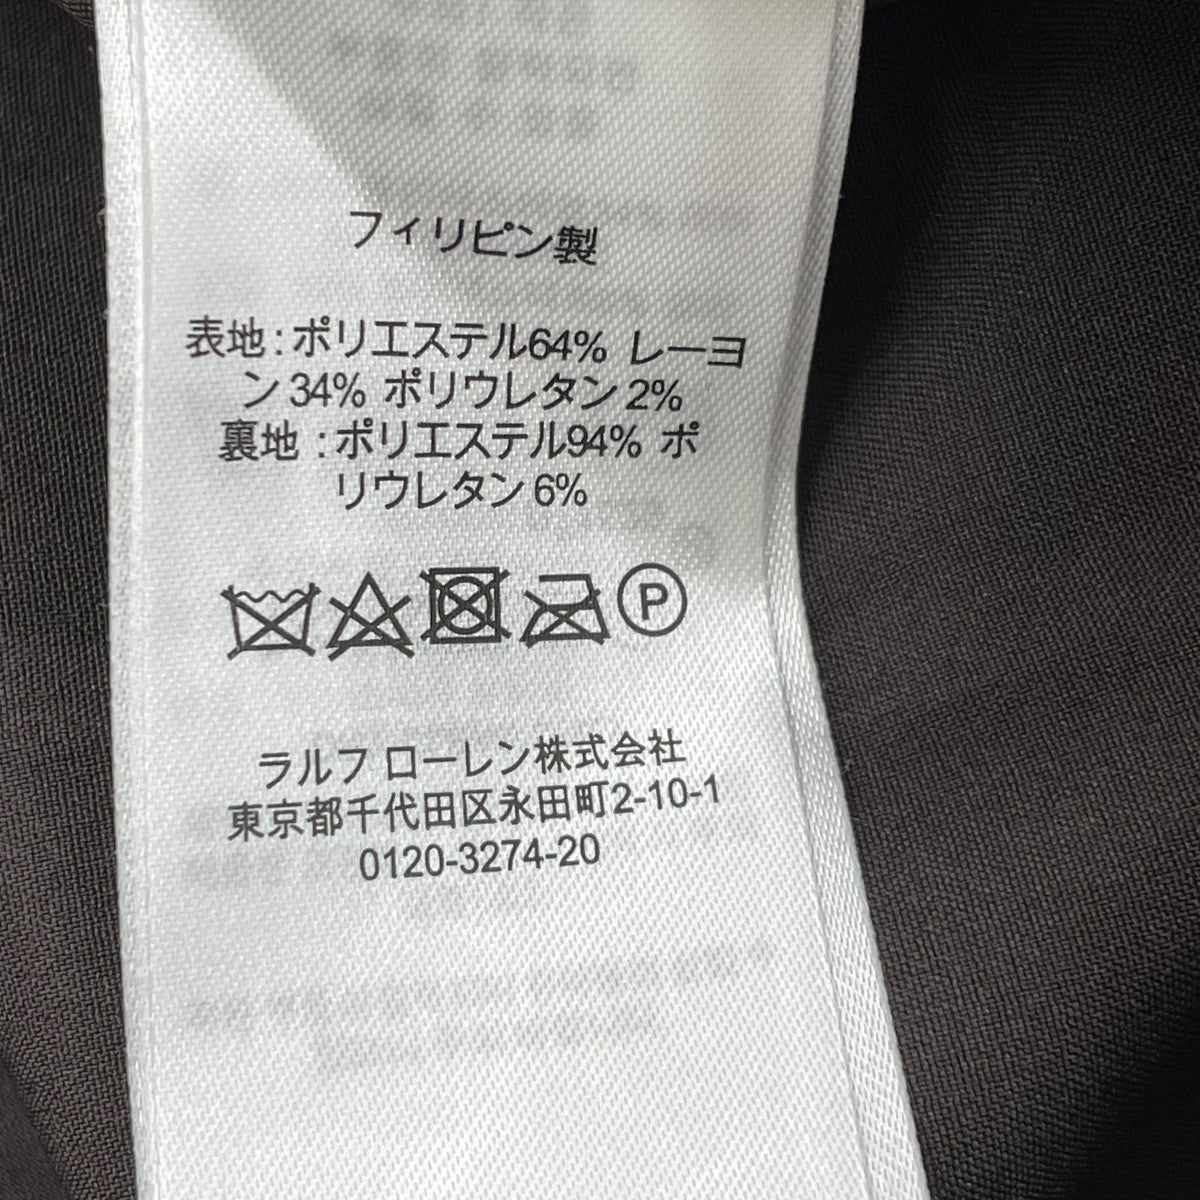 フィリピン製
表地:ポリエステル64% レーヨ
ン 34% ポリウレタン 2%
裏地 :ポリエステル94% ポ
リウレタン 6%
P
ラルフ ローレン株式会社
東京都千代田区永田町2-10-1
0120-3274-20